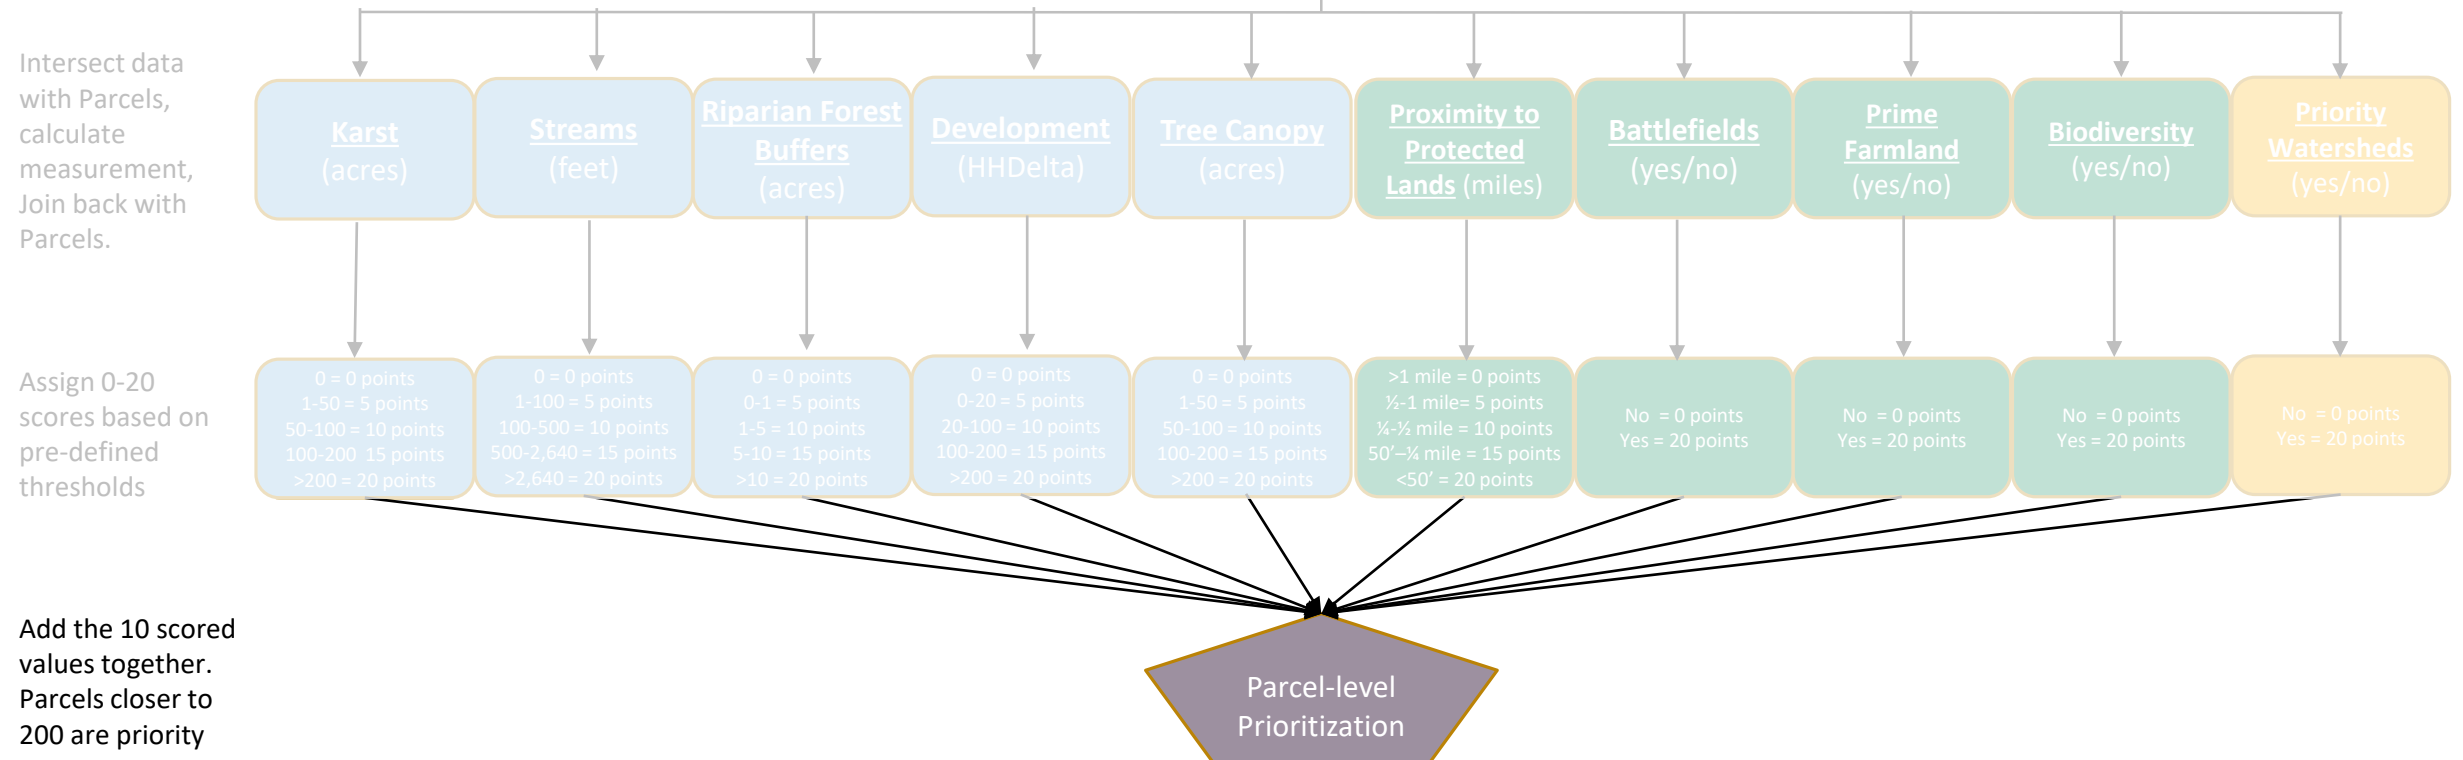 Intersect data
with Parcels,
calculate
measurement,
Join back with
Parcels.
Karst
(acres)
Streams
(feet)
Riparian Forest
Buffers
(acres)
Development
(HHDelta)
Tree Canopy
(acres)
Proximity to
Protected
Lands (miles)
Battlefields
(yes/no)
Prime
Farmland
(yes/no)
Biodiversity
(yes/no)
Priority
Watersheds
(yes/no)
Assign 0-20
scores based on
pre-defined
thresholds
0 = 0 points
1-50 = 5 points
50-100 = 10 points
100-200 15 points
>200 = 20 points
0 = 0 points
1-100 = 5 points
100-500 = 10 points
500-2,640 = 15 points
>2,640 = 20 points
0 = 0 points
0-1 = 5 points
1-5 = 10 points
5-10 = 15 points
>10 = 20 points
0 = 0 points
0-20 = 5 points
20-100 = 10 points
100-200 = 15 points
>200 = 20 points
0 = 0 points
1-50 = 5 points
50-100 = 10 points
100-200 = 15 points
>200 = 20 points
>1 mile = 0 points
½-1 mile= 5 points
¼-½ mile = 10 points
50’–¼ mile = 15 points
<50’ = 20 points
No = 0 points
Yes = 20 points
No = 0 points
Yes = 20 points
No = 0 points
Yes = 20 points
No = 0 points
Yes = 20 points
Add the 10 scored
values together.
Parcels closer to
200 are priority
Parcel-level
Prioritization